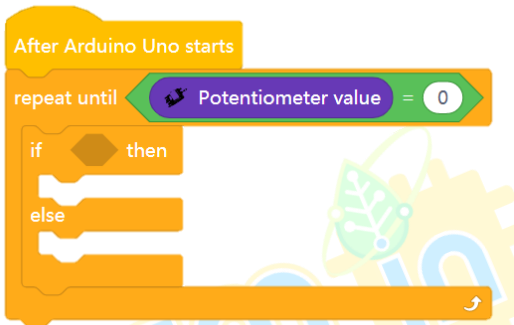 After Arduino Uno starts
repeat until Potentiometer value = 0
if then
else